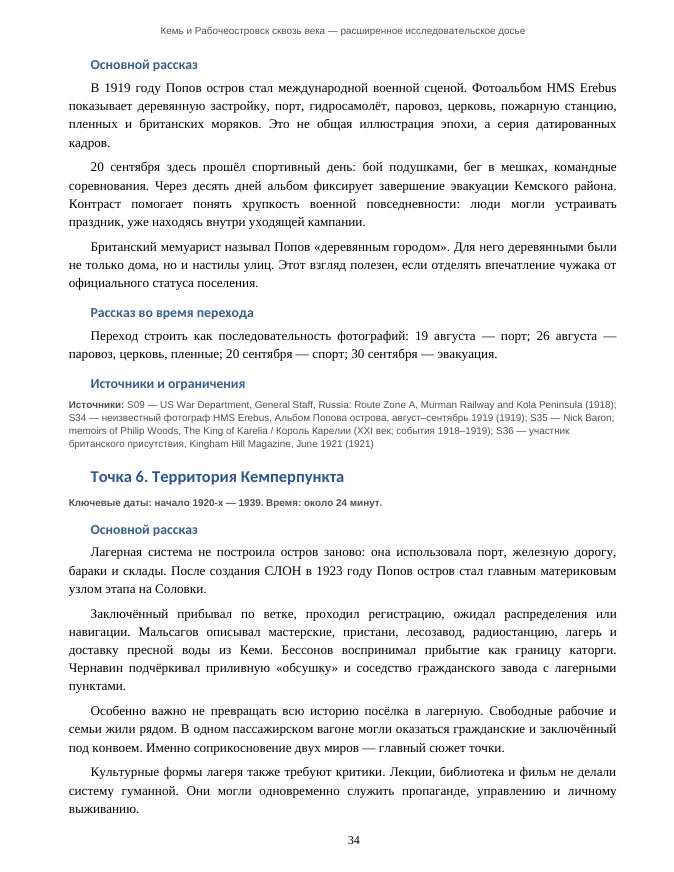 Кемь и Рабочеостровск сквозь века — расширенное исследовательское досье
Основной рассказ
В 1919 году Попов остров стал международной военной сценой. Фотоальбом HMS Erebus
показывает деревянную застройку, порт, гидросамолёт, паровоз, церковь, пожарную станцию,
пленных и британских моряков. Это не общая иллюстрация эпохи, а серия датированных
кадров.
20 сентября здесь прошёл спортивный день: бой подушками, бег в мешках, командные
соревнования. Через десять дней альбом фиксирует завершение эвакуации Кемского района.
Контраст помогает понять хрупкость военной повседневности: люди могли устраивать
праздник, уже находясь внутри уходящей кампании.
Британский мемуарист называл Попов «деревянным городом». Для него деревянными были
не только дома, но и настилы улиц. Этот взгляд полезен, если отделять впечатление чужака от
официального статуса поселения.
Рассказ во время перехода
Переход строить как последовательность фотографий: 19 августа — порт; 26 августа —
паровоз, церковь, пленные; 20 сентября — спорт; 30 сентября — эвакуация.
Источники и ограничения
Источники: S09 — US War Department, General Staff, Russia: Route Zone A, Murman Railway and Kola Peninsula (1918);
S34 — неизвестный фотограф HMS Erebus, Альбом Попова острова, август–сентябрь 1919 (1919); S35 — Nick Baron;
memoirs of Philip Woods, The King of Karelia / Король Карелии (XXI век; события 1918–1919); S36 — участник
британского присутствия, Kingham Hill Magazine, June 1921 (1921)
Точка 6. Территория Кемперпункта
Ключевые даты: начало 1920-х — 1939. Время: около 24 минут.
Основной рассказ
Лагерная система не построила остров заново: она использовала порт, железную дорогу,
бараки и склады. После создания СЛОН в 1923 году Попов остров стал главным материковым
узлом этапа на Соловки.
Заключённый прибывал по ветке, проходил регистрацию, ожидал распределения или
навигации. Мальсагов описывал мастерские, пристани, лесозавод, радиостанцию, лагерь и
доставку пресной воды из Кеми. Бессонов воспринимал прибытие как границу каторги.
Чернавин подчёркивал приливную «обсушку» и соседство гражданского завода с лагерными
пунктами.
Особенно важно не превращать всю историю посёлка в лагерную. Свободные рабочие и
семьи жили рядом. В одном пассажирском вагоне могли оказаться гражданские и заключённый
под конвоем. Именно соприкосновение двух миров — главный сюжет точки.
Культурные формы лагеря также требуют критики. Лекции, библиотека и фильм не делали
систему гуманной. Они могли одновременно служить пропаганде, управлению и личному
выживанию.
34